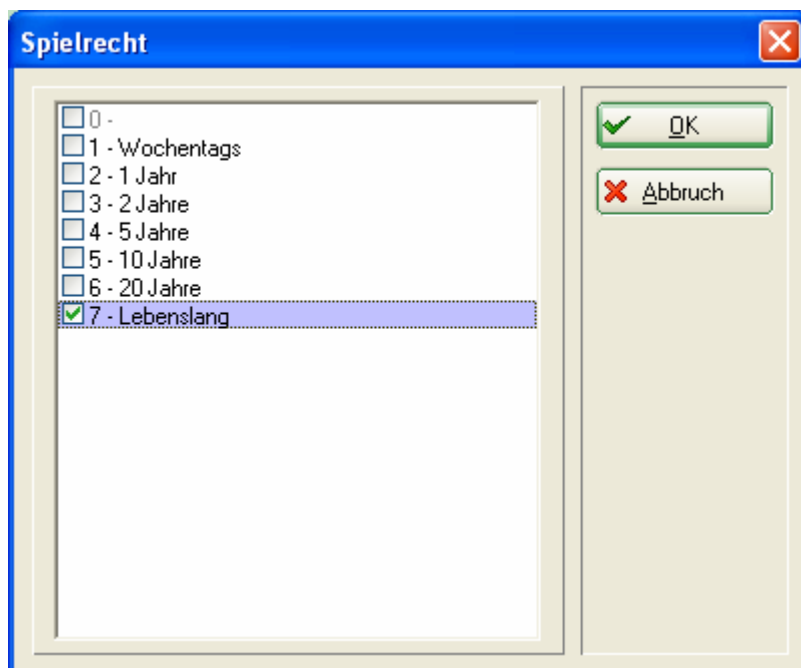 Spielrecht
0 -
1 - Wochentags
2 - 1 Jahr
3 - 2 Jahre
4 - 5 Jahre
5 - 10 Jahre
6 - 20 Jahre
7 - Lebenslang
OK
Abbruch